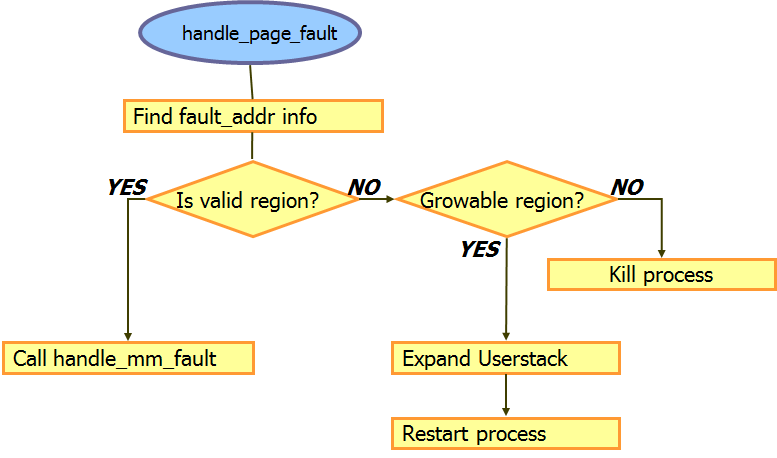 handle_page_fault
Find fault_addr info
YES
Is valid region?
NO
Growable region?
NO
YES
Kill process
Call handle_mm_fault
Expand Userstack
Restart process